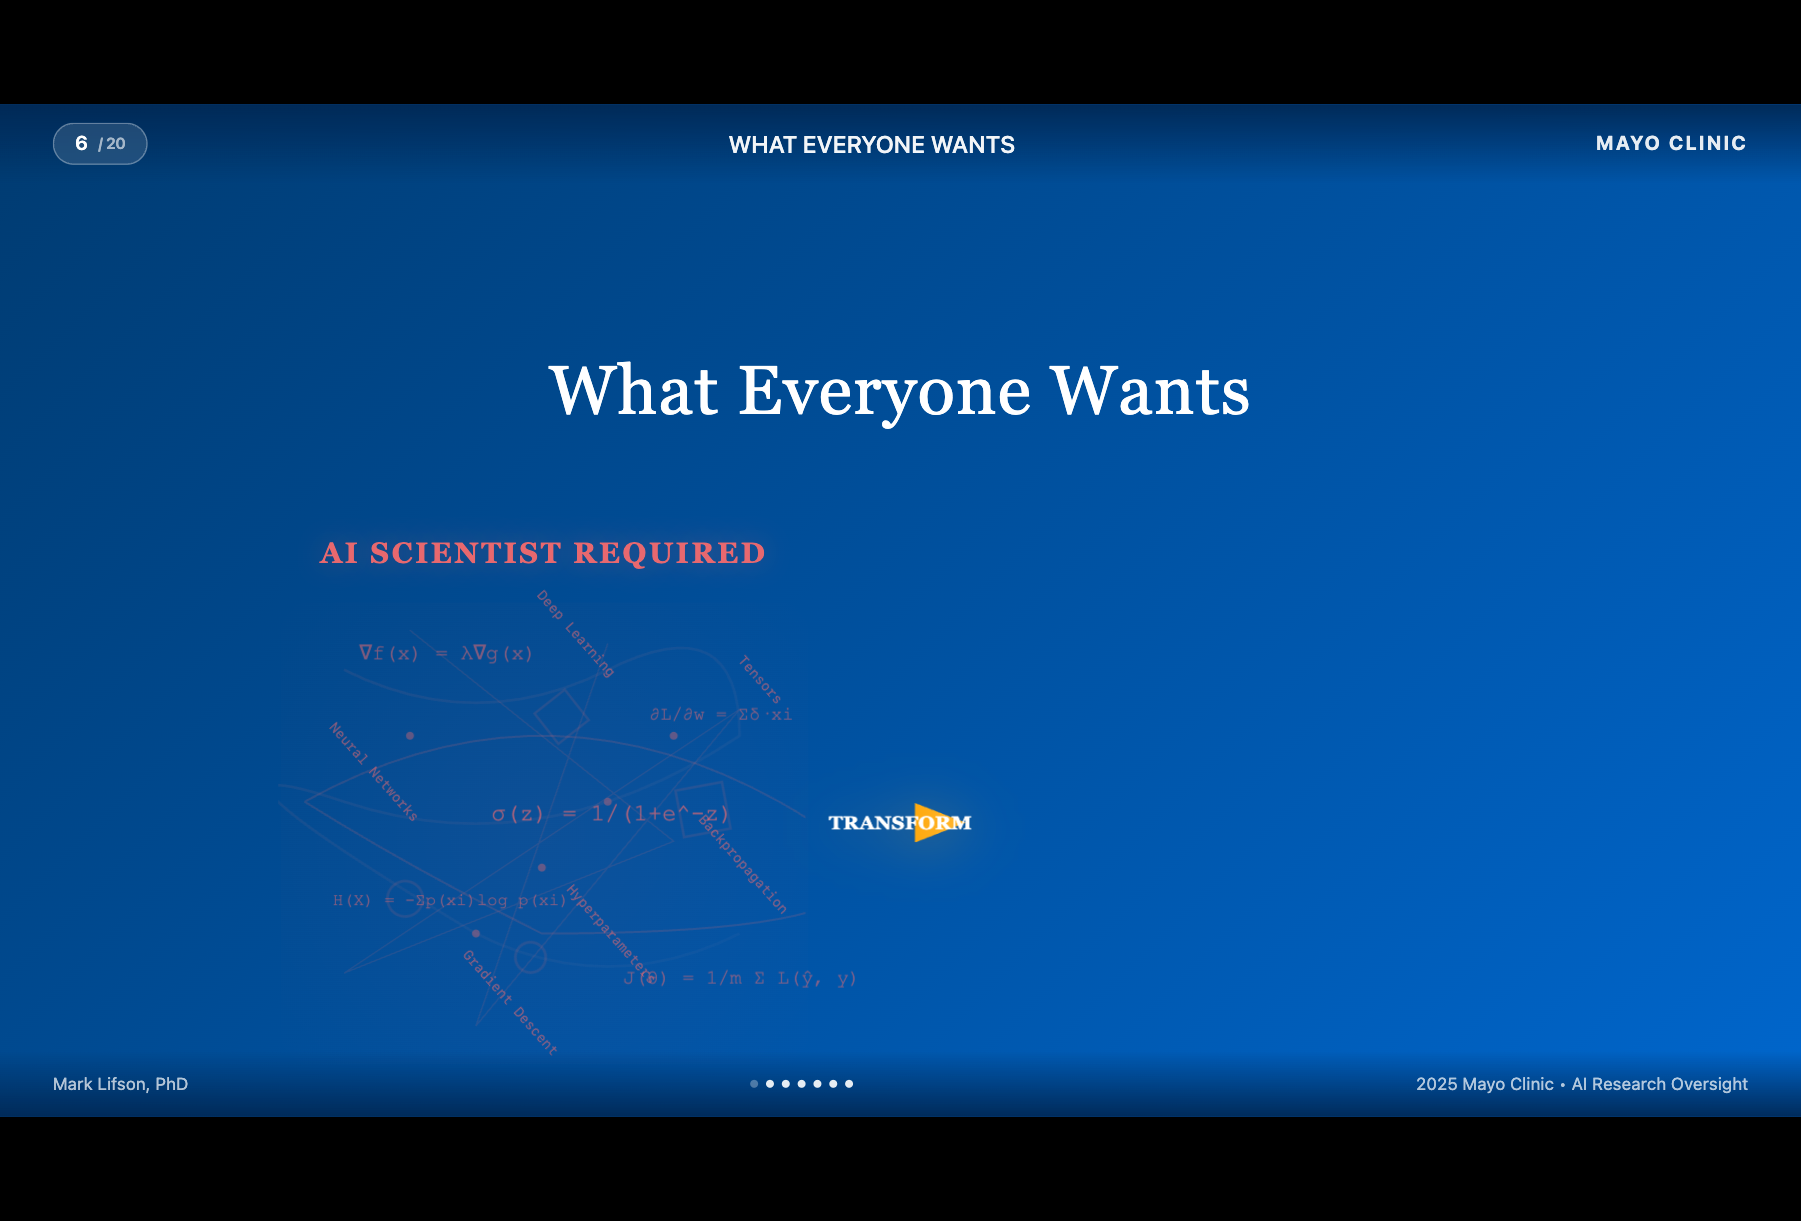 6 / 20
WHAT EVERYONE WANTS
MAYO CLINIC
What Everyone Wants
AI SCIENTIST REQUIRED
Deep Learning
∇f(x) = λ∇g(x)
Tensors
∂L/∂w = Σδ·xi
Neural Networks
σ(z) = 1/(1+e^-z)
Backpropagation
TRANSFORM
H(X) = -Σp(xi)log p(xi)
Hyperparameters
Gradient Descent
J(θ) = 1/m Σ L(ŷ, y)
Mark Lifson, PhD
2025 Mayo Clinic • AI Research Oversight